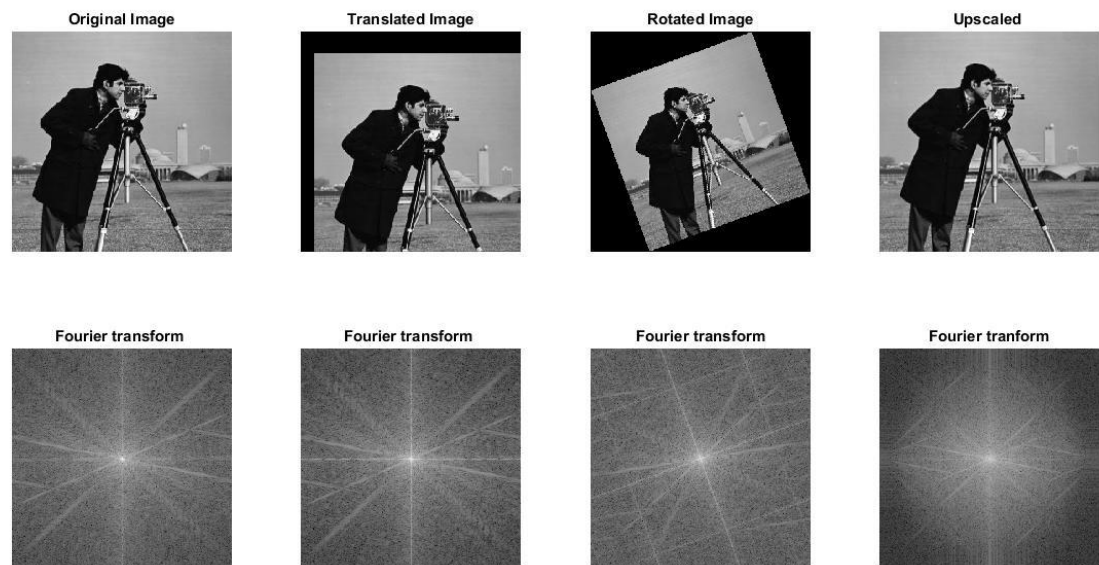 Original Image
Translated Image
Rotated Image
Upscaled
Fourier transform
Fourier transform
Fourier transform
Fourier tranform